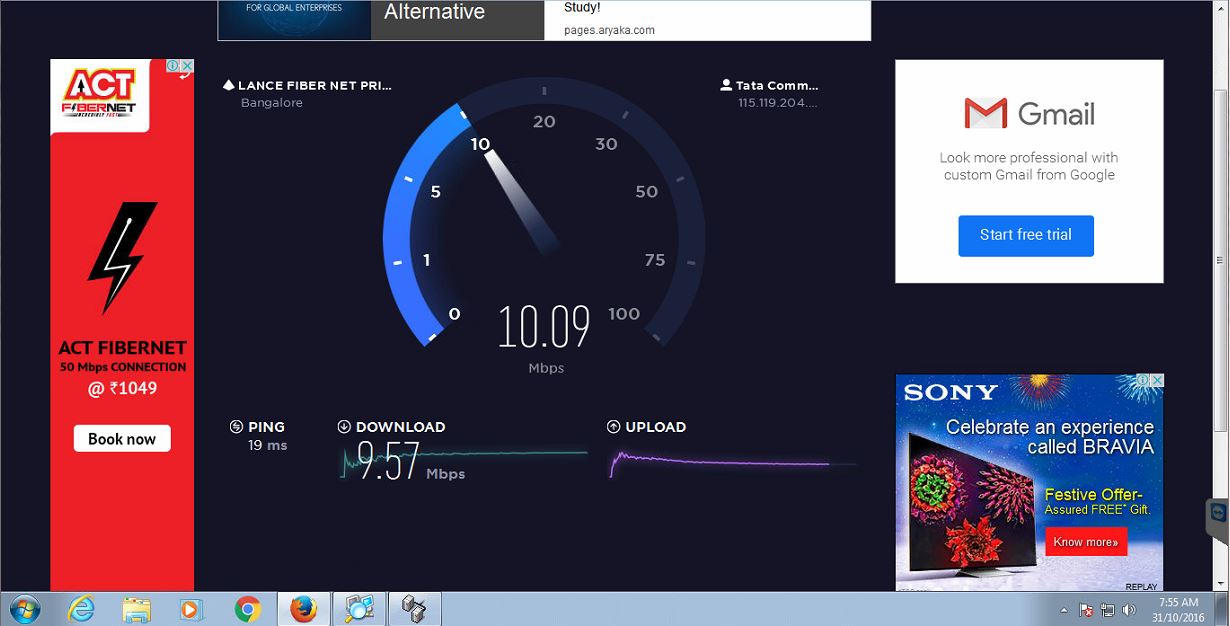 FOR GLOBAL ENTERPRISES
Alternative
Study!
pages.aryaka.com
ACT
FIBERNET
INCREDIBLY FAST
ACT FIBERNET
50 Mbps CONNECTION
@ ₹1049
Book now
LANCE FIBER NET PRI...
Bangalore
Tata Comm...
115.119.204....
0
1
5
10
20
30
50
75
100
10.09
Mbps
PING
19 ms
DOWNLOAD
9.57 Mbps
UPLOAD
Gmail
Look more professional with
custom Gmail from Google
Start free trial
SONY
Celebrate an experience
called BRAVIA
Festive Offer-
Assured FREE* Gift.
Know more»
REPLAY
7:55 AM
31/10/2016